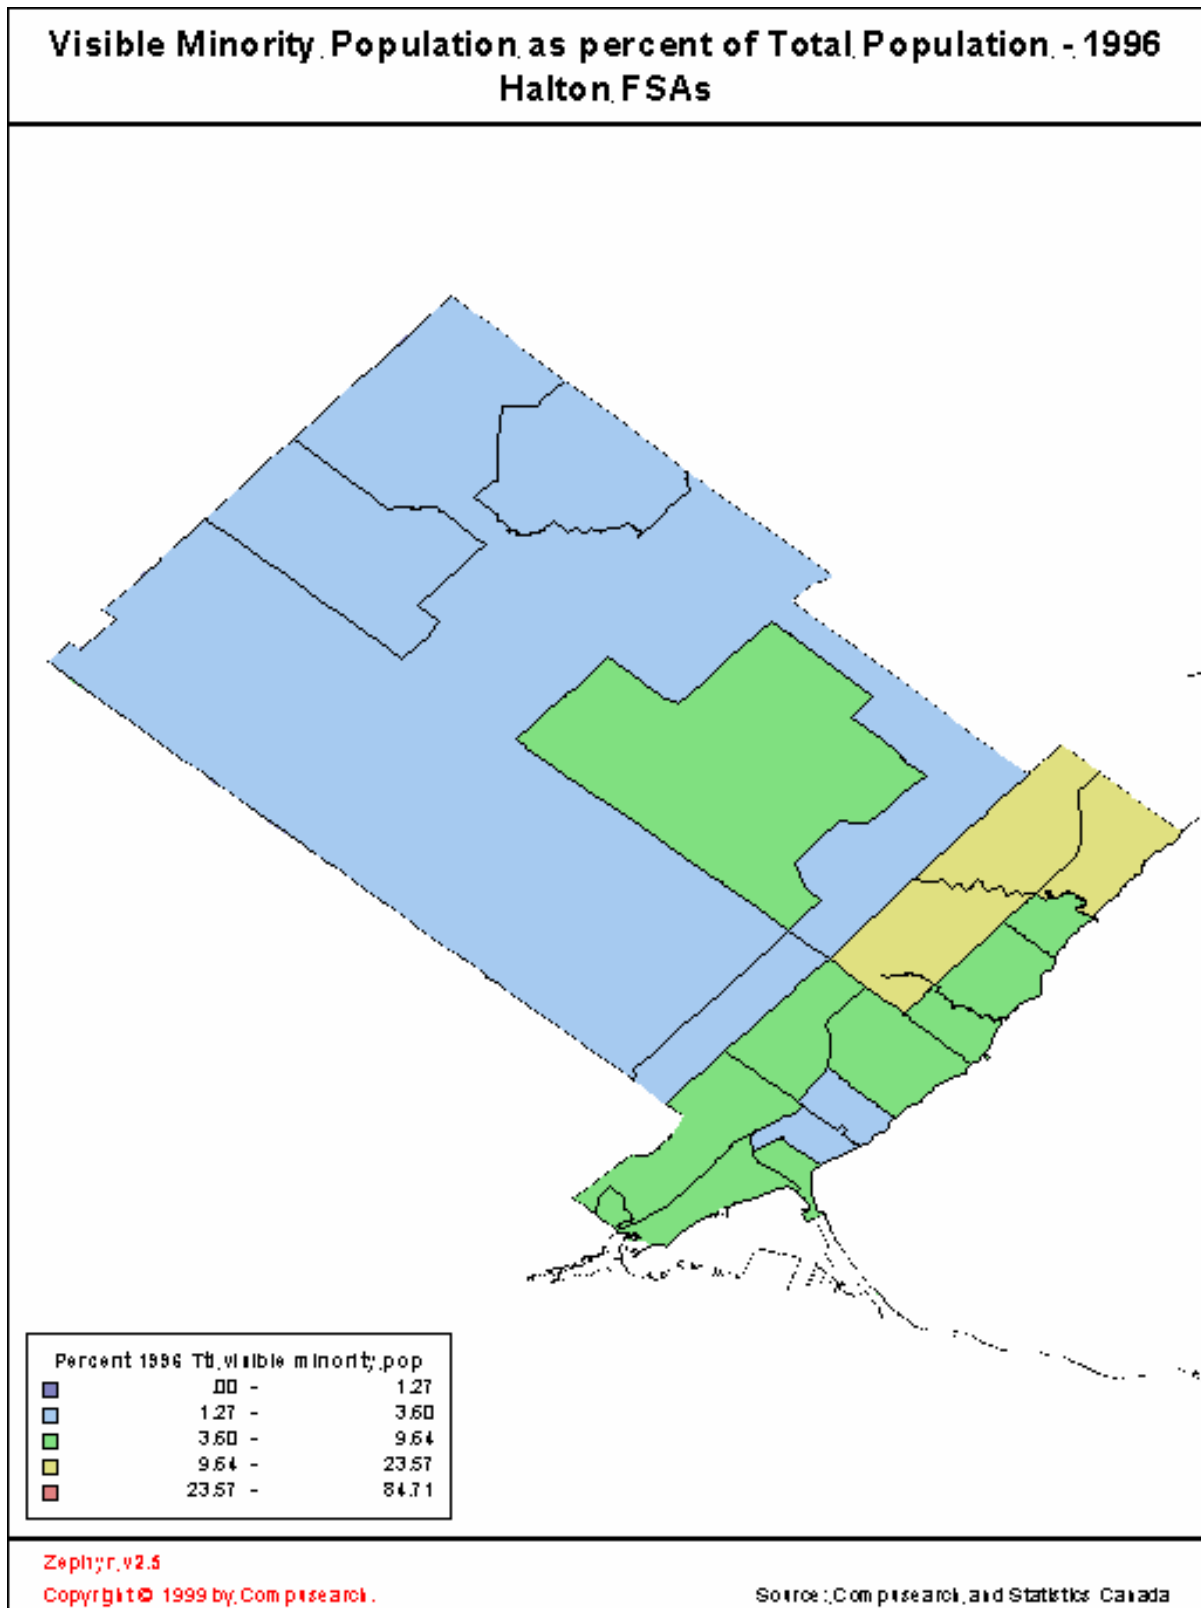 Visible Minority Population as percent of Total Population - 1996
Halton FSAs
Percent 1996 Ttl visible minority pop
.00 - 1.27
1.27 - 3.60
3.60 - 9.64
9.64 - 23.57
23.57 - 84.71
Zephyr v2.5
Copyright © 1999 by Compusearch.
Source: Compusearch and Statistics Canada